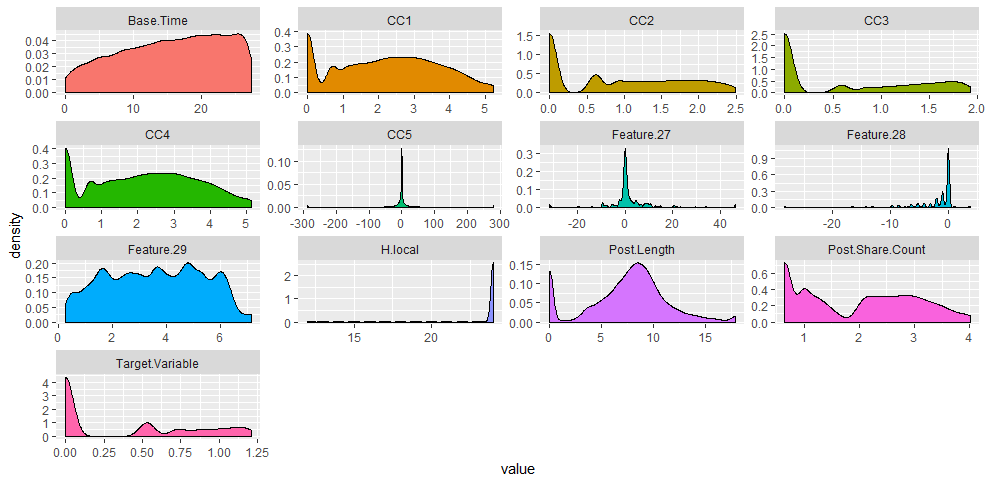 Base.Time CC1 CC2 CC3
0.04 0.03 0.02 0.01 0.00 0.4 0.3 0.2 0.1 0.0 1.5 1.0 0.5 0.0 2.5 2.0 1.5 1.0 0.5 0.0
0 10 20 0 1 2 3 4 5 0.0 0.5 1.0 1.5 2.0 2.5 0.0 0.5 1.0 1.5 2.0
CC4 CC5 Feature.27 Feature.28
0.4 0.3 0.2 0.1 0.0 0.10 0.05 0.00 0.3 0.2 0.1 0.0 0.9 0.6 0.3 0.0
0 1 2 3 4 5 -300 -200 -100 0 100 200 300 -20 0 20 40 -20 -10 0
density
Feature.29 H.local Post.Length Post.Share.Count
0.20 0.15 0.10 0.05 0.00 2 1 0 0.15 0.10 0.05 0.00 0.6 0.4 0.2 0.0
0 2 4 6 15 20 0 5 10 15 1 2 3 4
Target.Variable
4 3 2 1 0
0.00 0.25 0.50 0.75 1.00 1.25
value